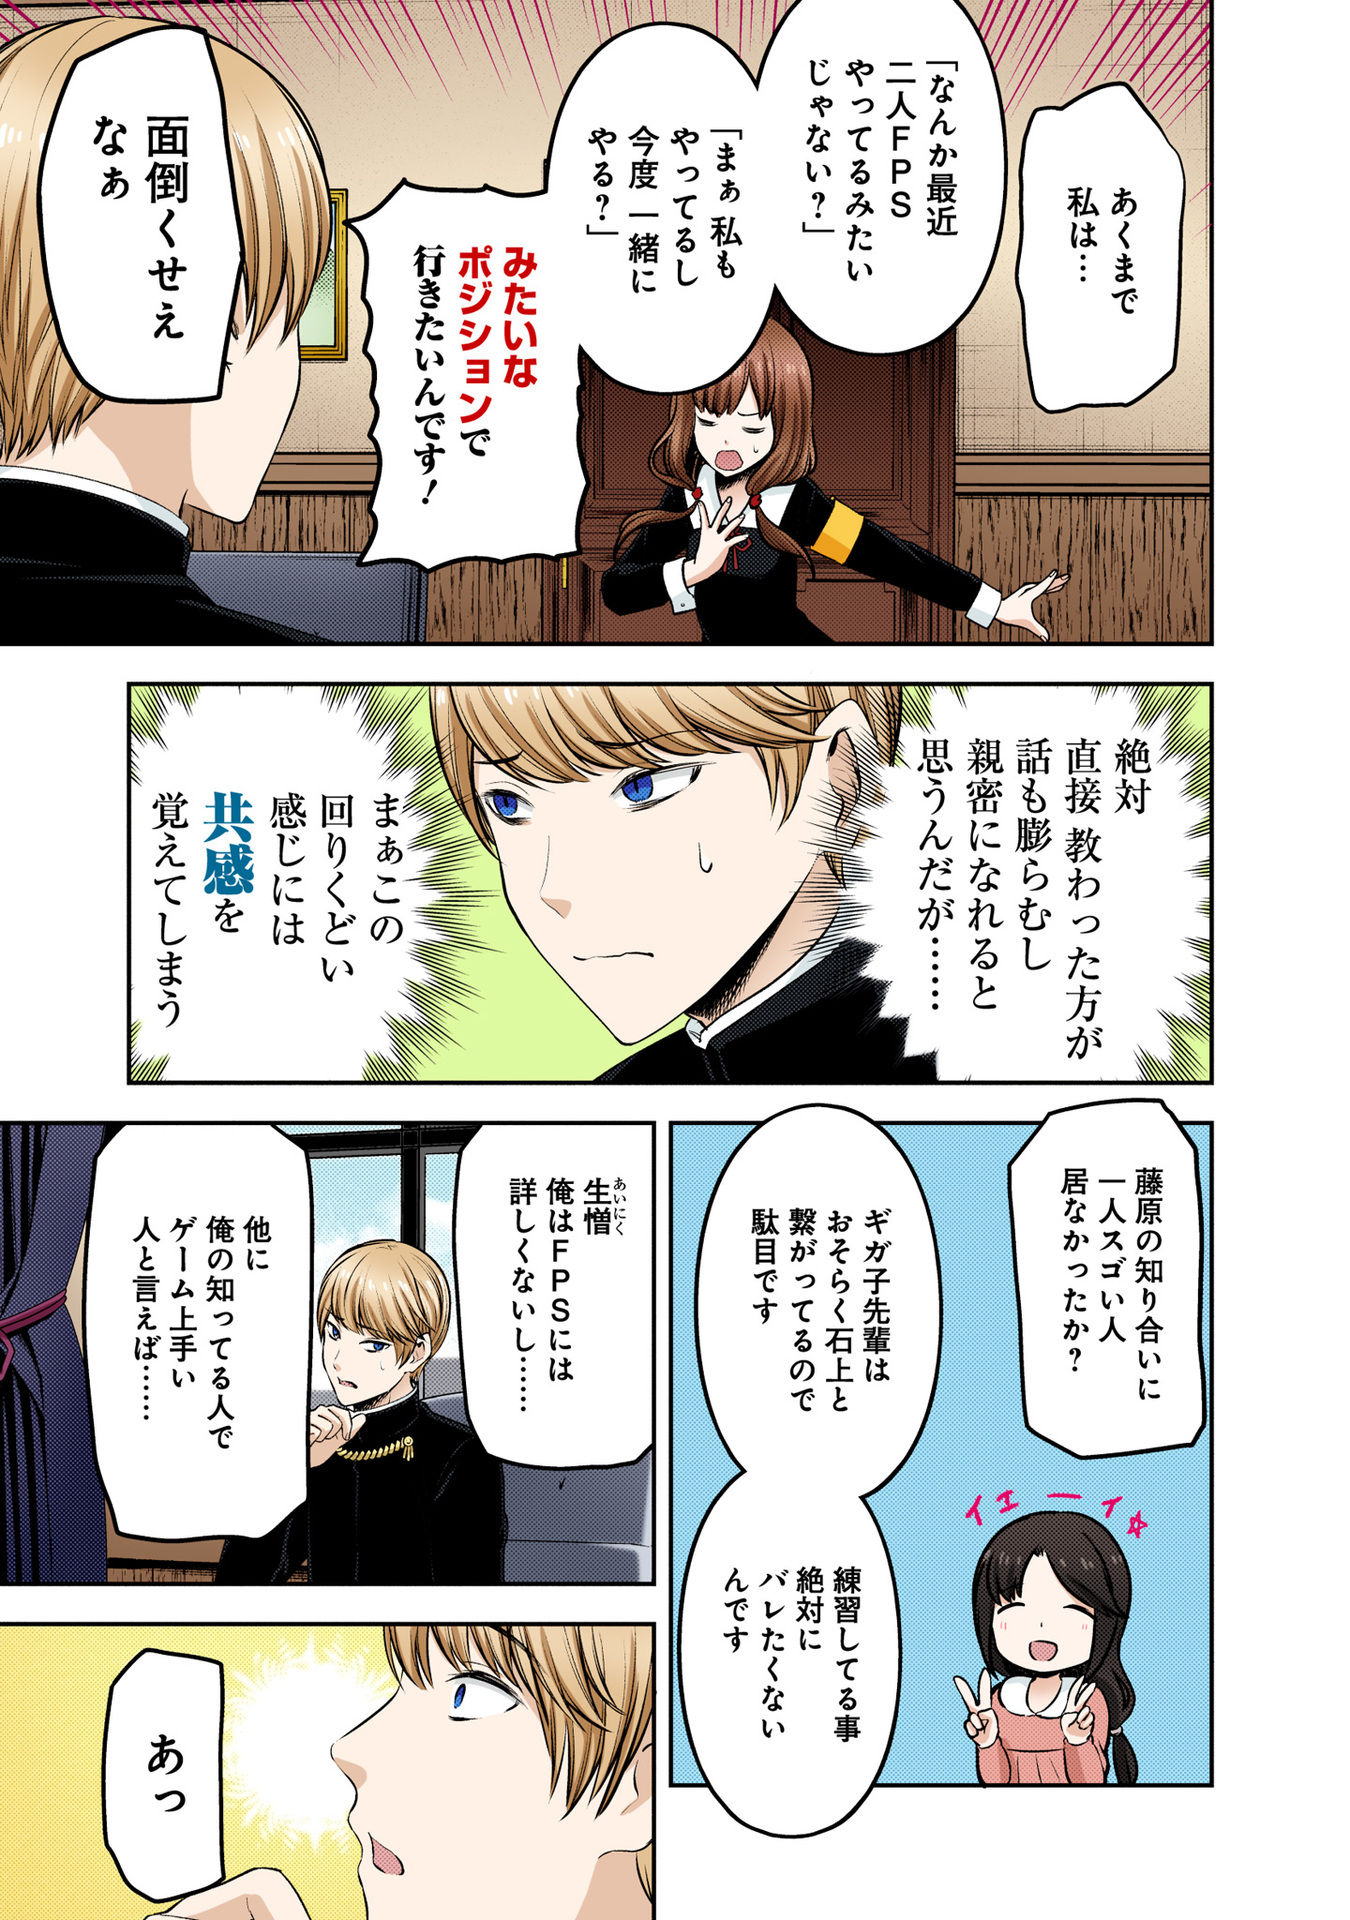 あくまで
私は…
「なんか最近
二人FPS
やってるみたい
じゃない?」
「まぁ 私も
やってるし
今度 一緒に
やる?」
みたいな
ポジションで
行きたいんです!
面倒くせえ
なぁ
絶対
直接 教わった方が
話も膨らむし
親密になれると
思うんだが……
まぁこの
回りくどい
感じには
共感を
覚えてしまう
藤原の知り合いに
一人スゴい人
居なかったか?
ギガ子先輩は
おそらく石上と
繋がってるので
駄目です
イエーイ☆
練習してる事
絶対に
バレたくない
んです
生憎
あいにく
俺はFPSには
詳しくないし……
他に
俺の知ってる人で
ゲーム上手い
人と言えば……
あっ